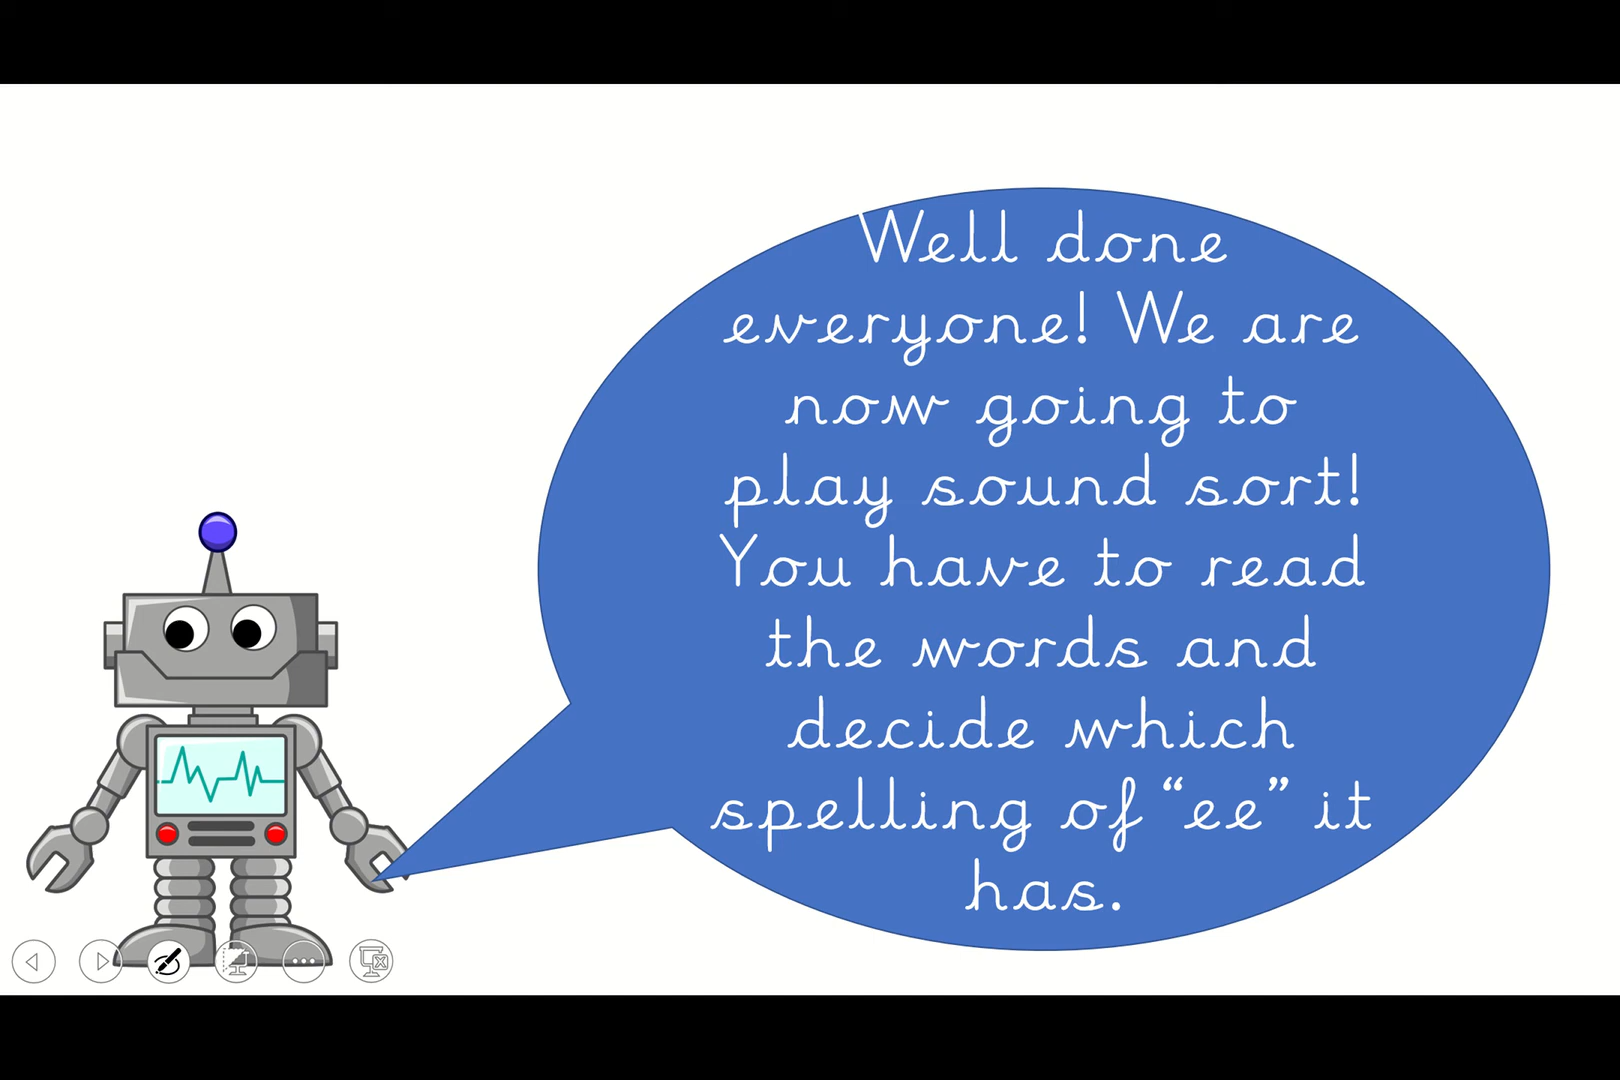 Well done
everyone! We are
now going to
play sound sort!
You have to read
the words and
decide which
spelling of “ee” it
has.